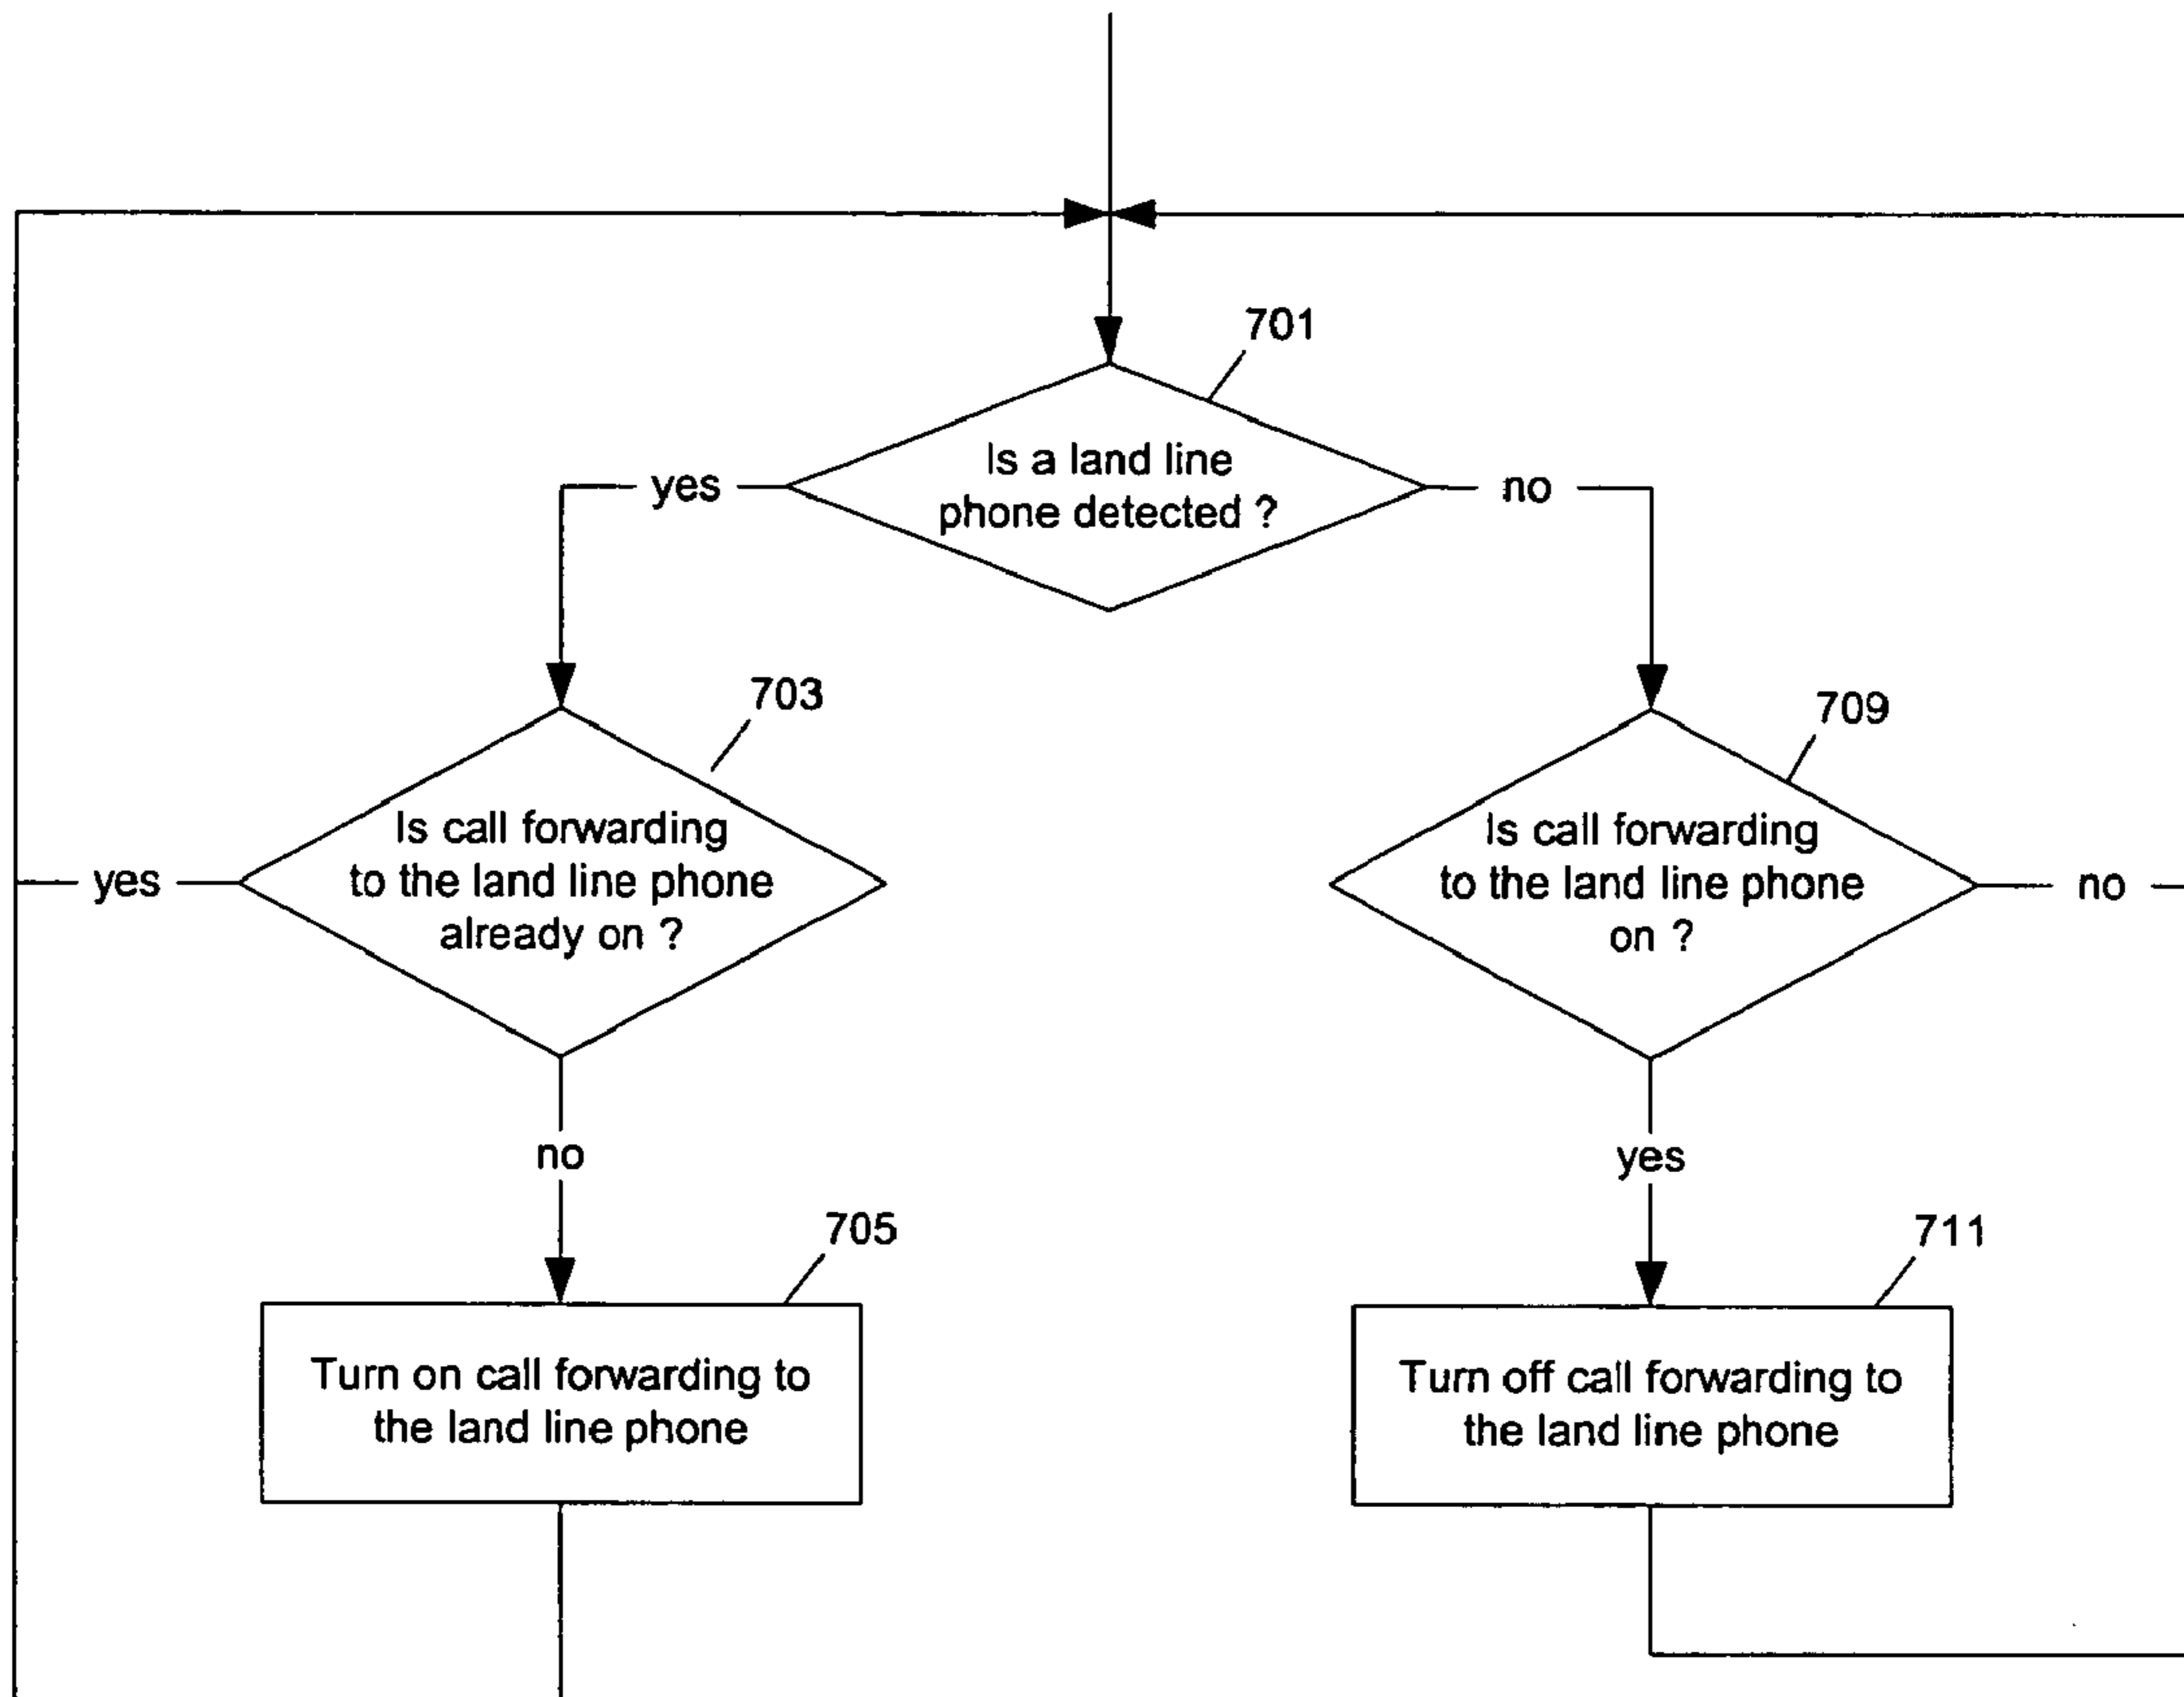 701
Is a land line
phone detected ?
yes
no
703
709
Is call forwarding
to the land line phone
already on ?
yes
Is call forwarding
to the land line phone
on ?
no
no
yes
705
711
Turn on call forwarding to
the land line phone
Turn off call forwarding to
the land line phone